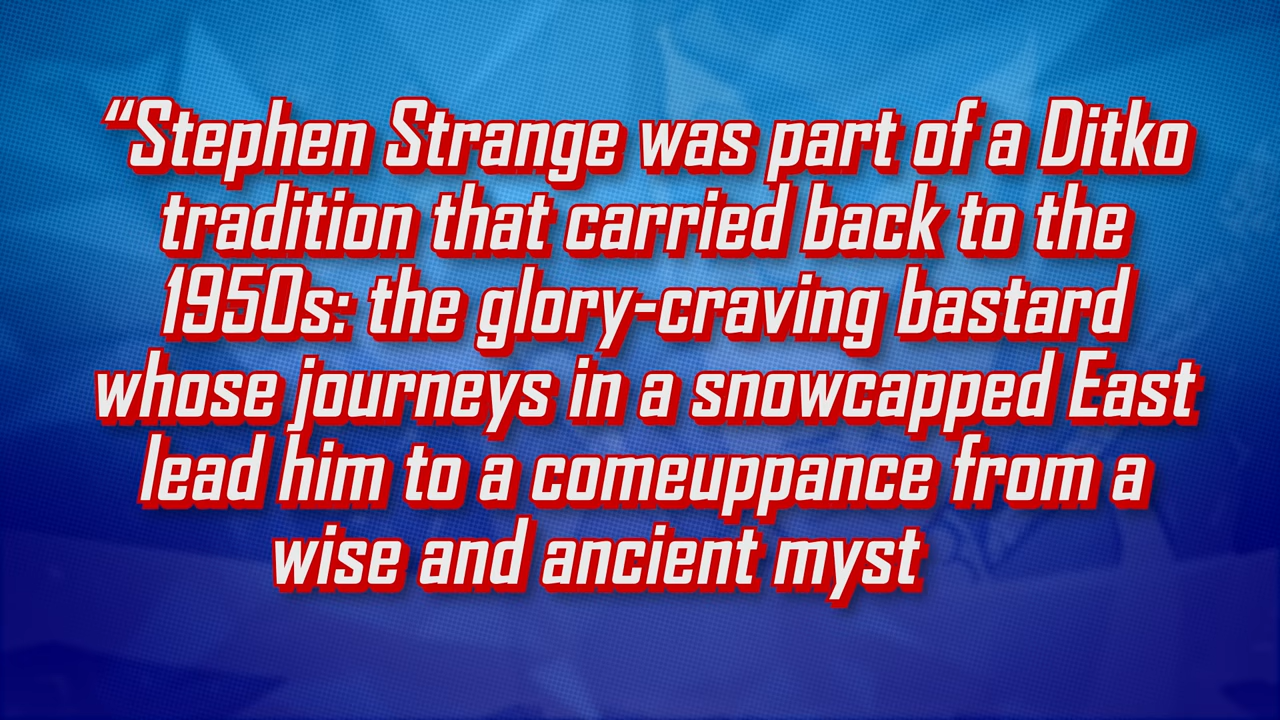 “Stephen Strange was part of a Ditko
tradition that carried back to the
1950s: the glory-craving bastard
whose journeys in a snowcapped East
lead him to a comeuppance from a
wise and ancient myst